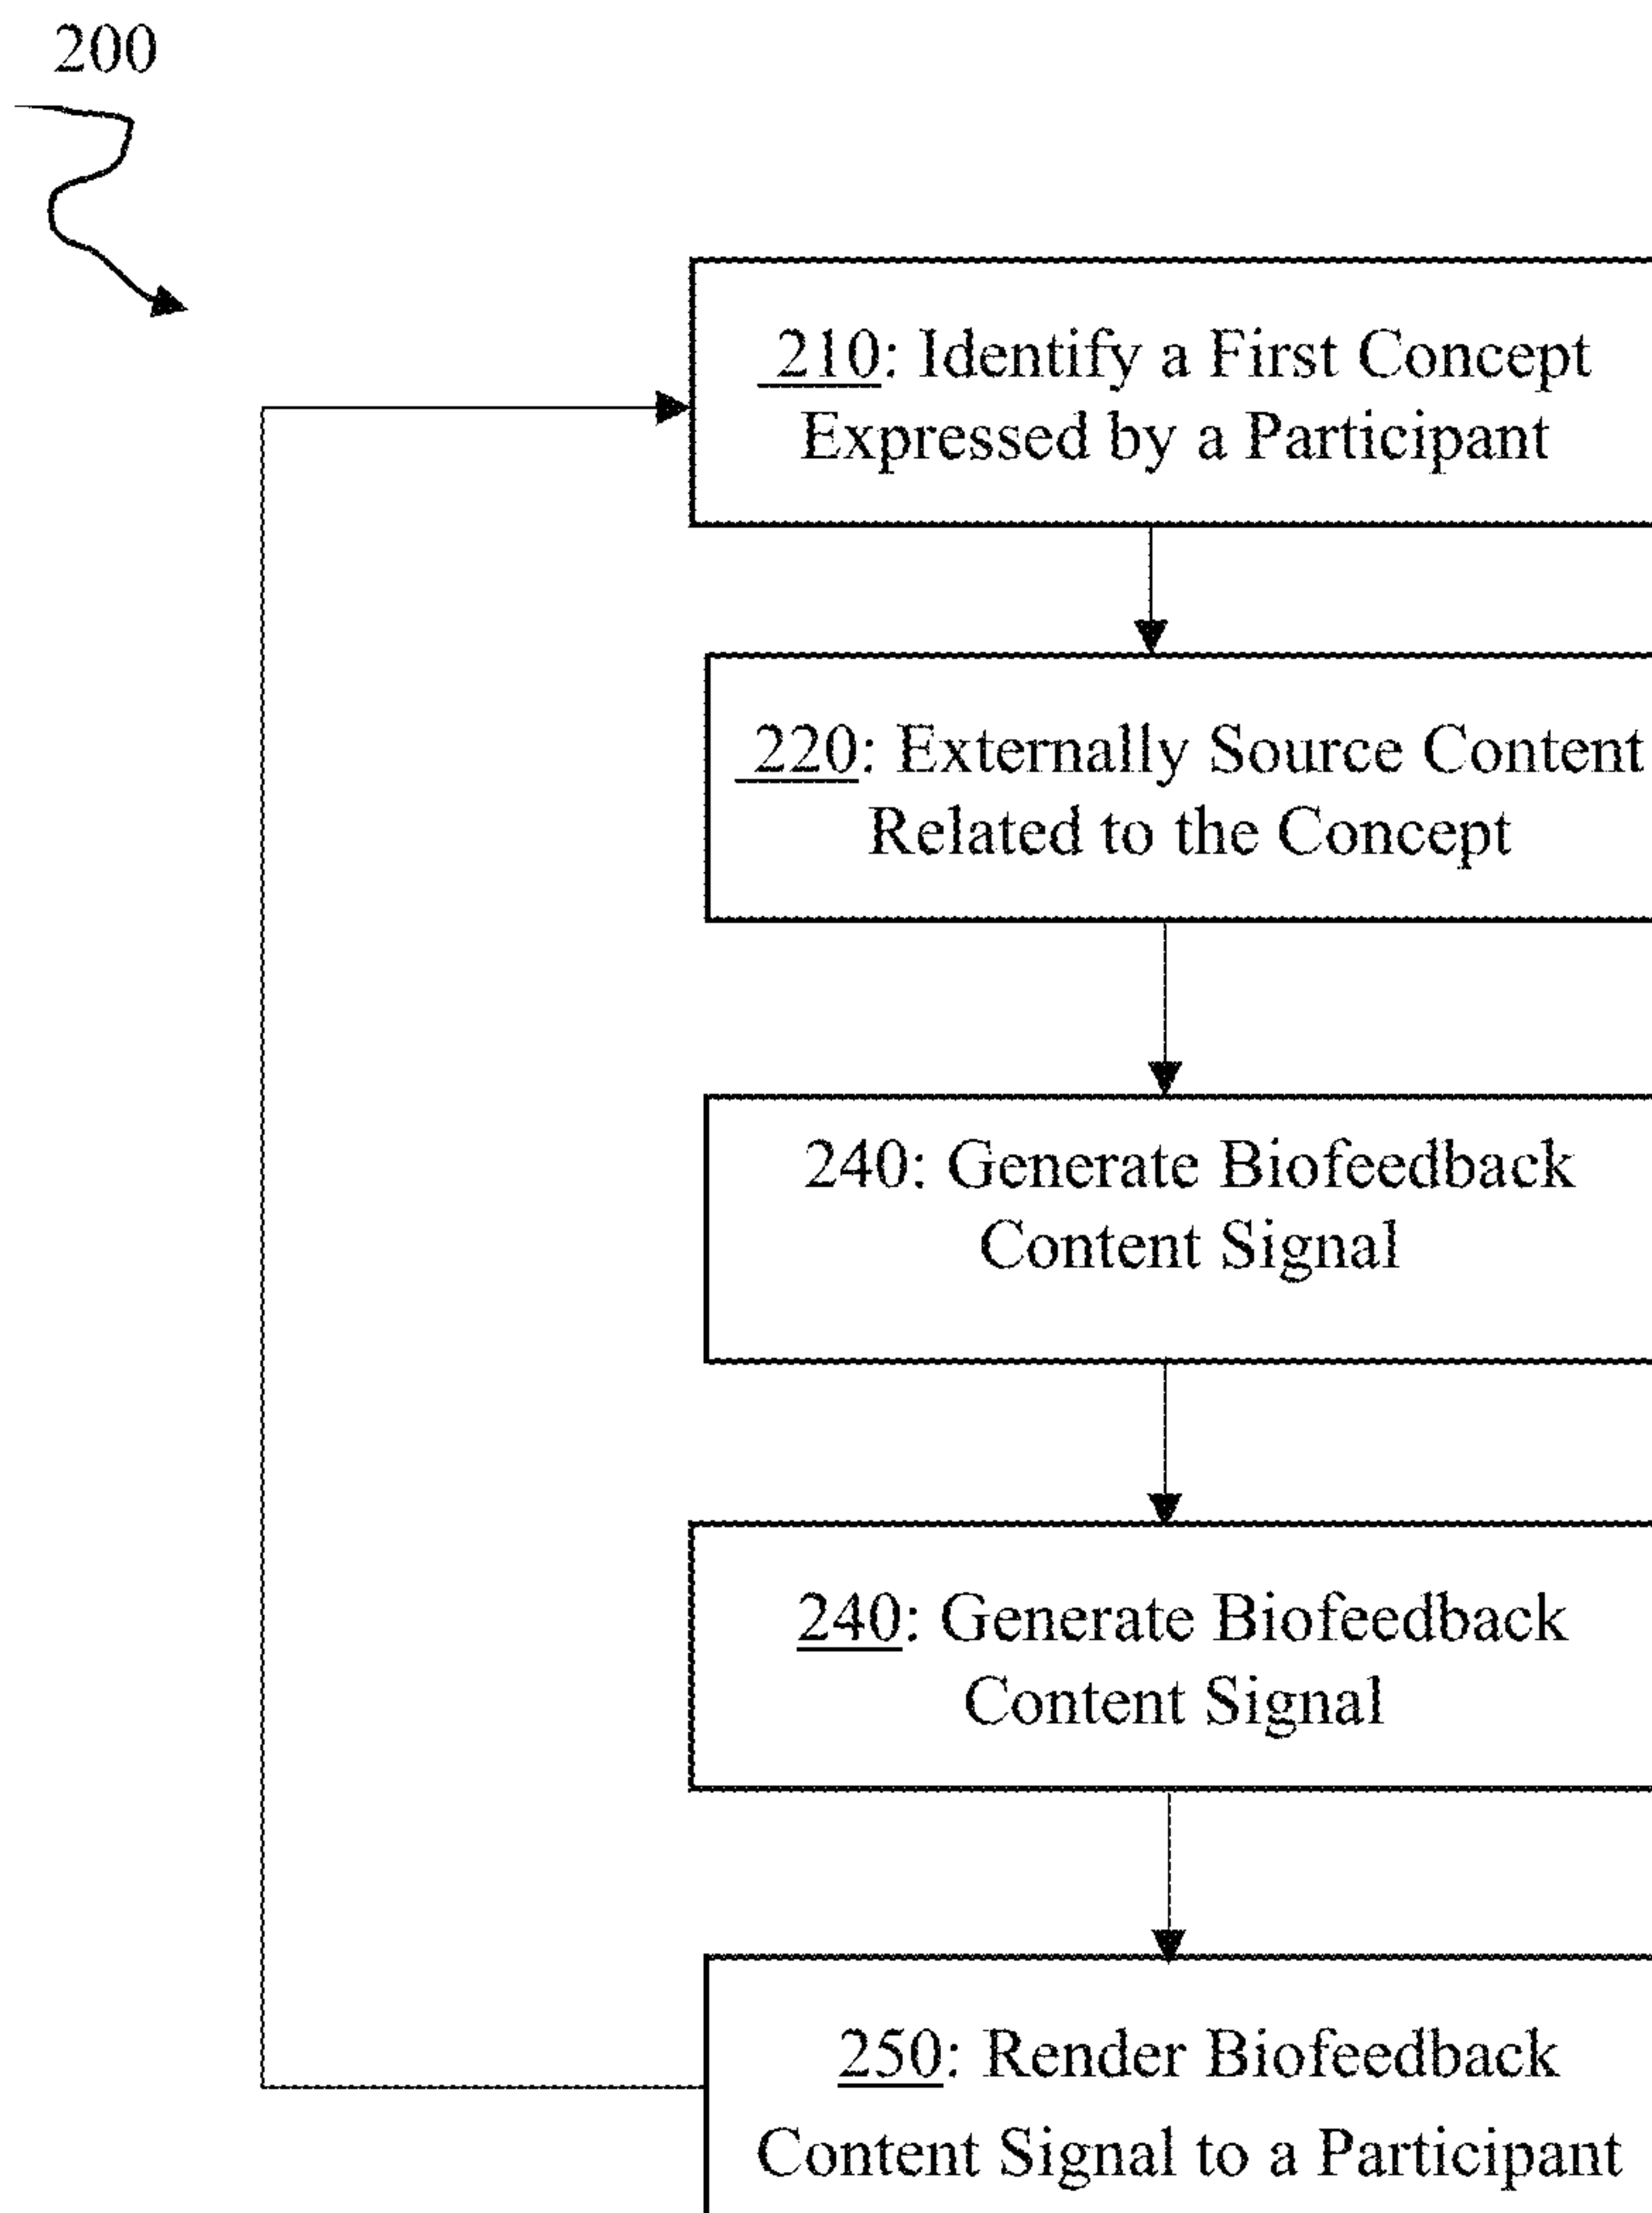 200
210: Identify a First Concept
Expressed by a Participant
220: Externally Source Content
Related to the Concept
240: Generate Biofeedback
Content Signal
240: Generate Biofeedback
Content Signal
250: Render Biofeedback
Content Signal to a Participant